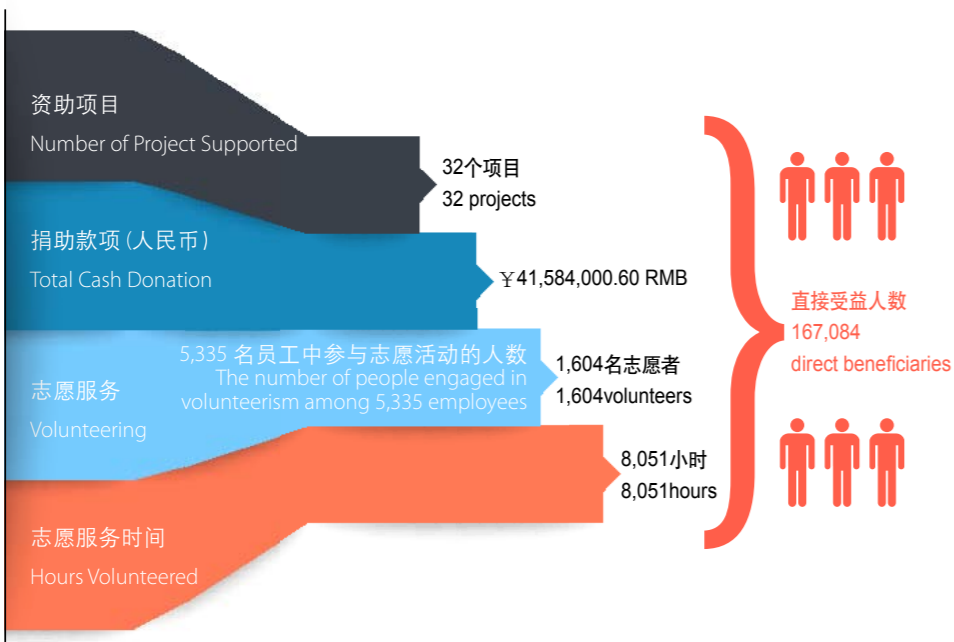 资助项目
Number of Project Supported
32个项目
32 projects
捐助款项(人民币)
Total Cash Donation
￥41,584,000.60 RMB
志愿服务
Volunteering
5,335 名员工中参与志愿活动的人数
The number of people engaged in
volunteerism among 5,335 employees
1,604名志愿者
1,604volunteers
志愿服务时间
Hours Volunteered
8,051小时
8,051hours
直接受益人数
167,084
direct beneficiaries